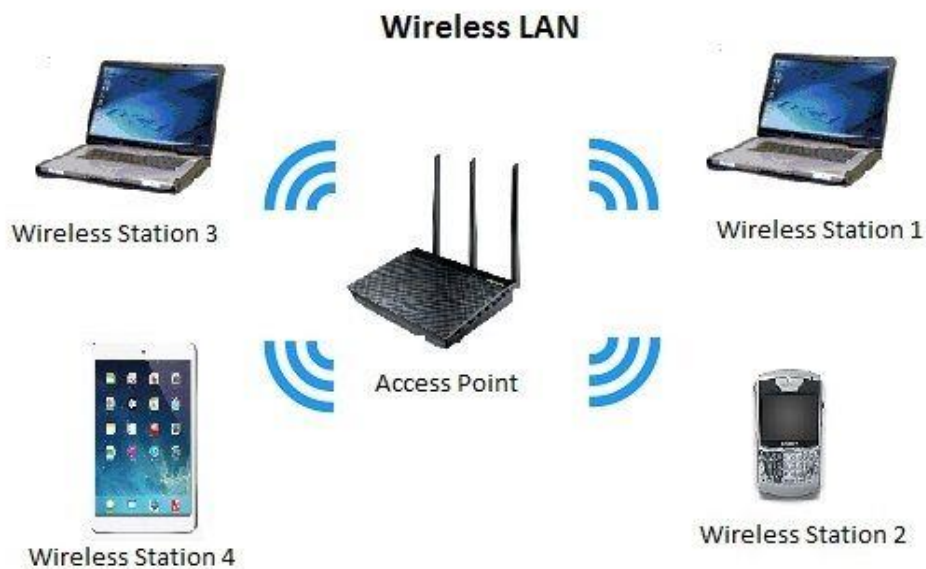 Wireless LAN
Wireless Station 3
Wireless Station 1
Access Point
Wireless Station 4
Wireless Station 2